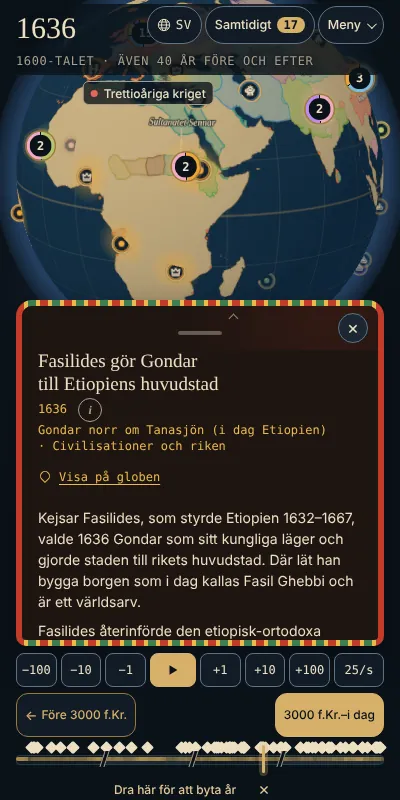 1636
SV
Samtidigt 17
Meny
1600-TALET · ÄVEN 40 ÅR FÖRE OCH EFTER
3
Trettioåriga kriget
2
Sultanatet Sennar
2
2
Fasilides gör Gondar
till Etiopiens huvudstad
1636 i
Gondar norr om Tanasjön (i dag Etiopien)
· Civilisationer och riken
Visa på globen
Kejsar Fasilides, som styrde Etiopien 1632–1667,
valde 1636 Gondar som sitt kungliga läger och
gjorde staden till rikets huvudstad. Där lät han
bygga borgen som i dag kallas Fasil Ghebbi och
är ett världsarv.
Fasilides återinförde den etiopisk-ortodoxa
−100 −10 −1 +1 +10 +100 25/s
← Före 3000 f.Kr. 3000 f.Kr.–i dag
Dra här för att byta år ×